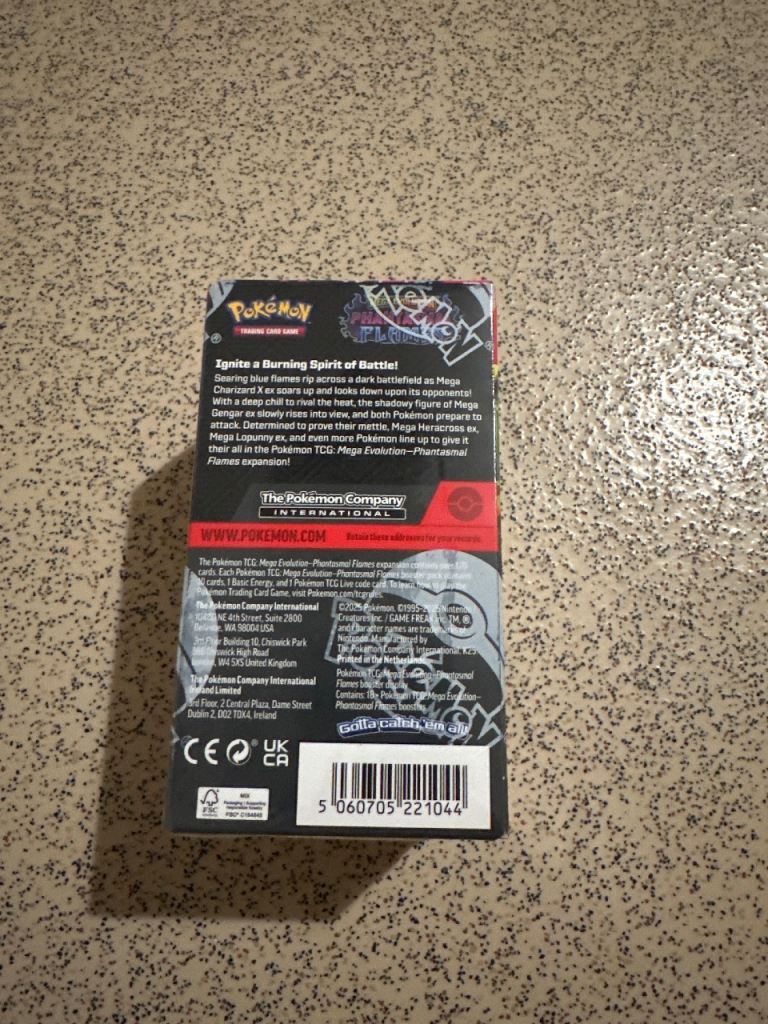 POKéMON
TRADING CARD GAME
PHANTASMAL
FLAMES
Ignite a Burning Spirit of Battle!
Searing blue flames rip across a dark battlefield as Mega
Charizard X ex soars up and looks down upon its opponents!
With a deep chill to rival the heat, the shadowy figure of Mega
Gengar ex slowly rises into view, and both Pokémon prepare to
attack. Determined to prove their mettle, Mega Heracross ex,
Mega Lopunny ex, and even more Pokémon line up to give it
their all in the Pokémon TCG: Mega Evolution—Phantasmal
Flames expansion!
The Pokémon Company
INTERNATIONAL
WWW.POKEMON.COM
Retain these addresses for your records.
The Pokémon TCG: Mega Evolution—Phantasmal Flames expansion contains over 120
cards. Each Pokémon TCG: Mega Evolution—Phantasmal Flames booster pack contains
10 cards, 1 Basic Energy, and 1 Pokémon TCG Live code card. To learn how to play the
Pokémon Trading Card Game, visit Pokemon.com/tcgrules.
The Pokémon Company International
10400 NE 4th Street, Suite 2800
Bellevue, WA 98004 USA
3rd Floor Building 10, Chiswick Park
566 Chiswick High Road
London, W4 5XS United Kingdom
The Pokémon Company International
Ireland Limited
3rd Floor, 2 Central Plaza, Dame Street
Dublin 2, D02 T0X4, Ireland
©2025 Pokémon. ©1995-2025 Nintendo /
Creatures Inc. / GAME FREAK inc. TM, ®
and character names are trademarks of
Nintendo. Manufactured by
The Pokémon Company International. K25
Printed in the Netherlands.
Pokémon TCG: Mega Evolution—Phantasmal
Flames booster display
Contains: 18 × Pokémon TCG: Mega Evolution—
Phantasmal Flames boosters
Gotta catch 'em all!
CE
UK
CA
FSC
MIX
Packaging | Supporting
responsible forestry
5 060705 221044